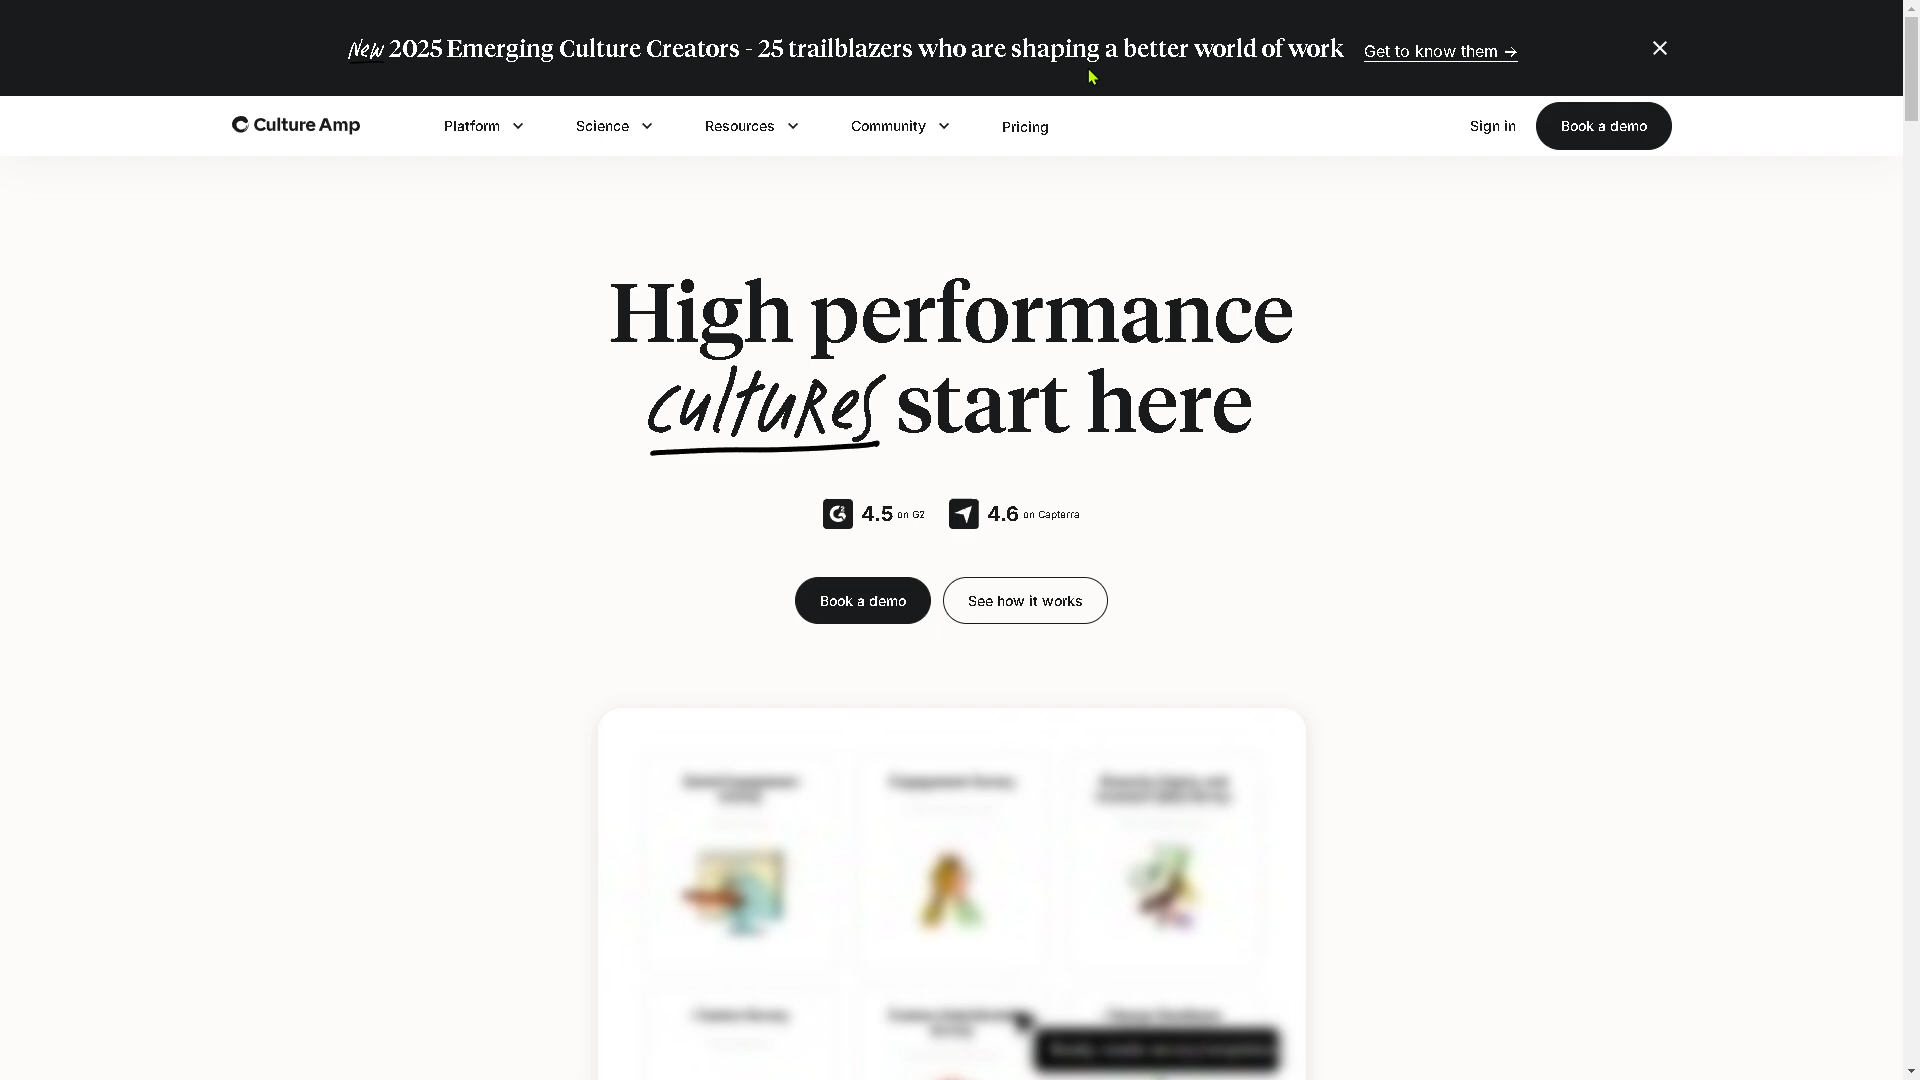 New 2025 Emerging Culture Creators - 25 trailblazers who are shaping a better world of work Get to know them →
Culture Amp Platform Science Resources Community Pricing Sign in Book a demo
High performance
cultures start here
4.5 on G2 4.6 on Capterra
Book a demo See how it works